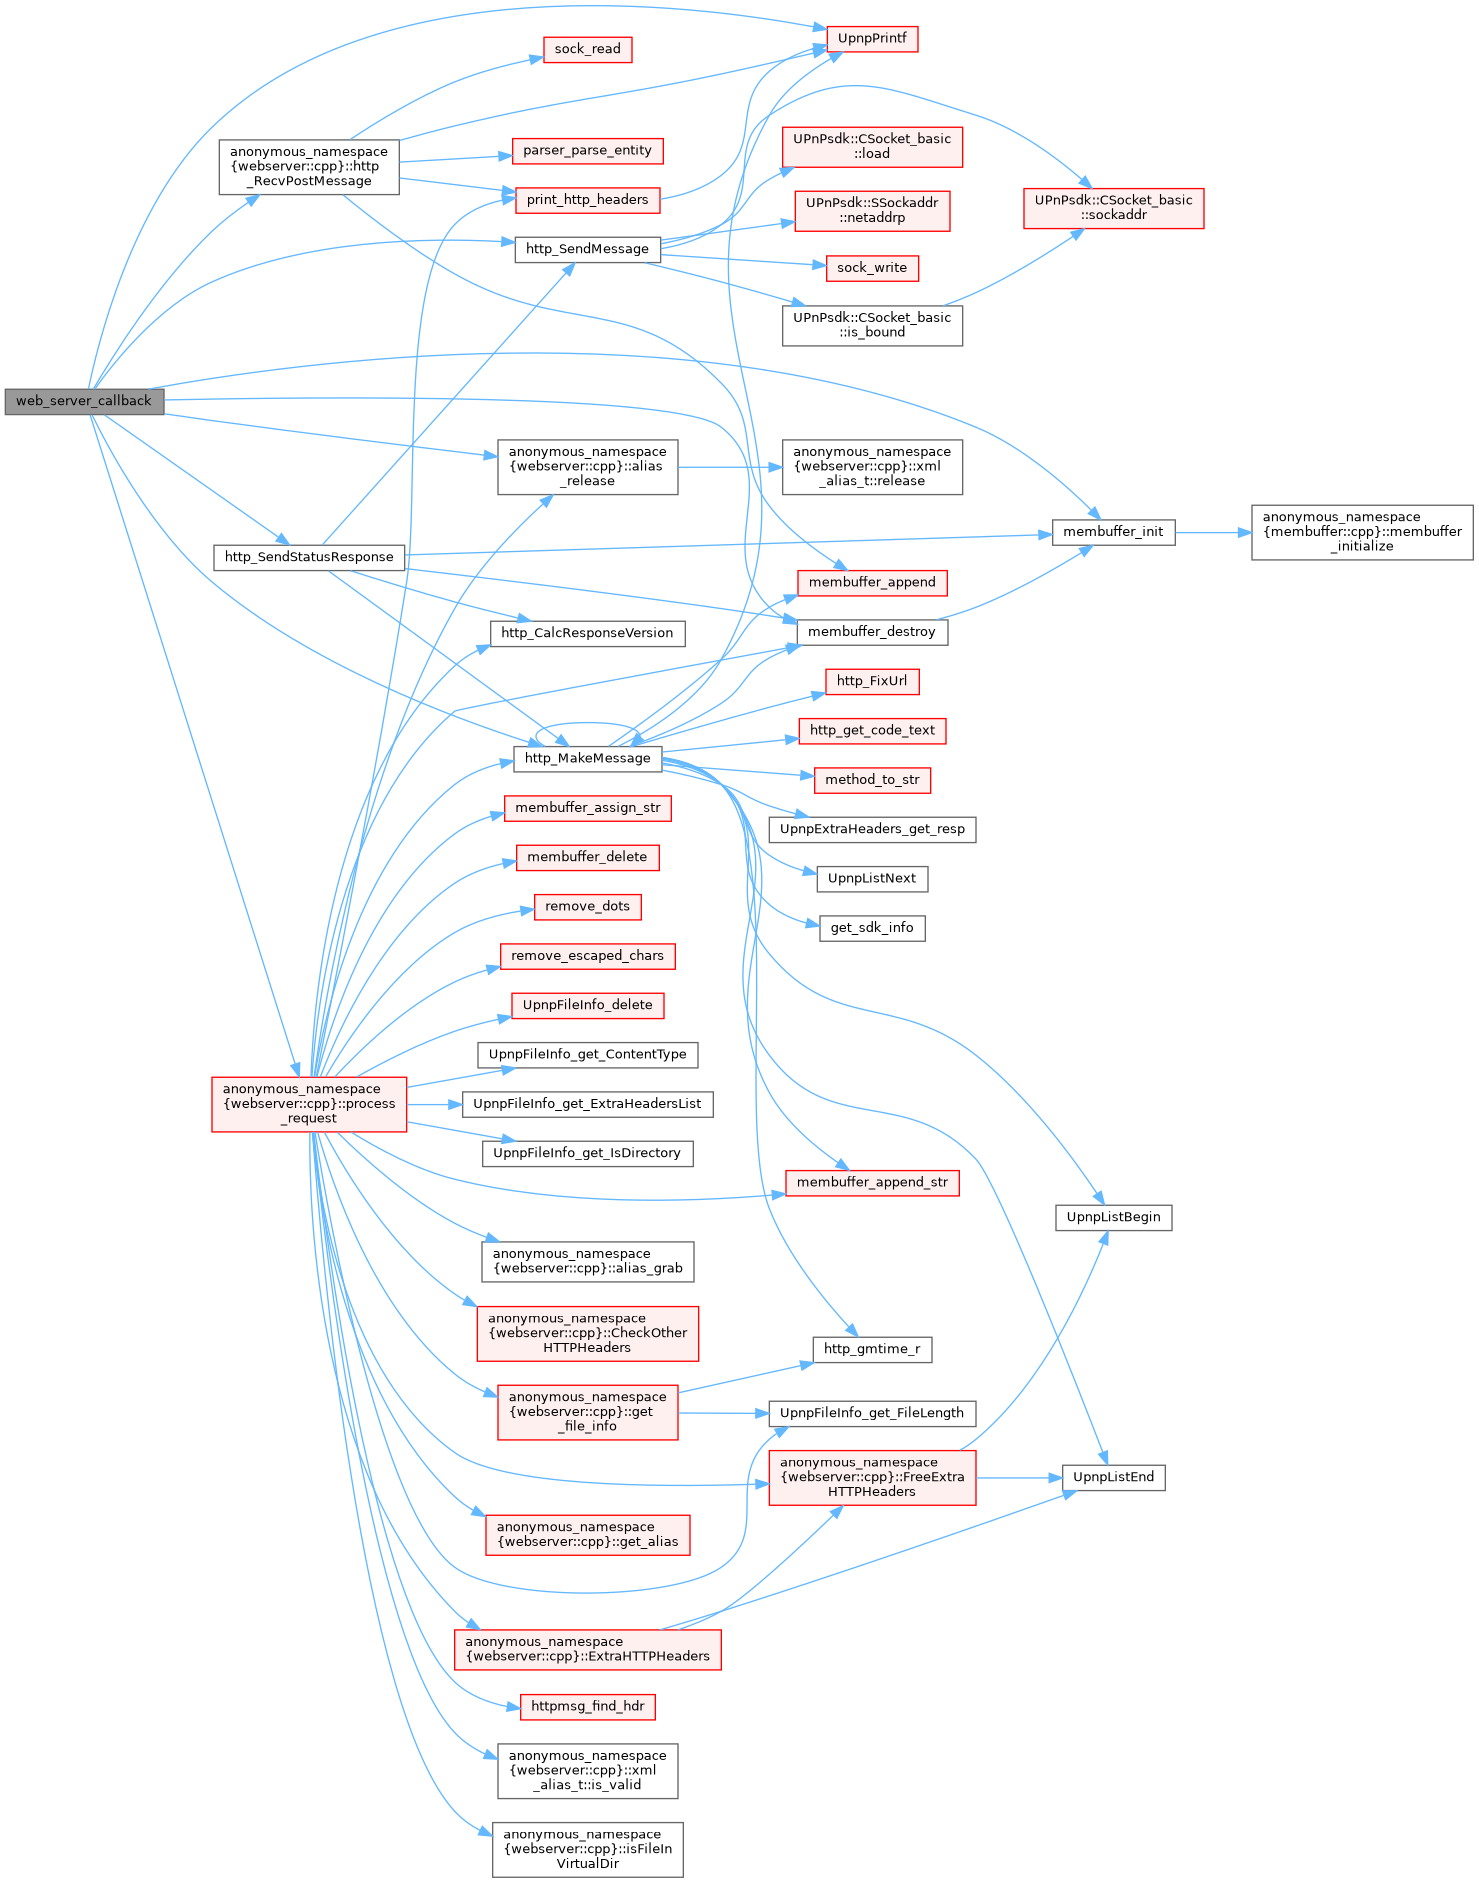 web_server_callback
anonymous_namespace
{webserver::cpp}::http
_RecvPostMessage
http_SendStatusResponse
anonymous_namespace
{webserver::cpp}::process
_request
sock_read
parser_parse_entity
print_http_headers
http_SendMessage
anonymous_namespace
{webserver::cpp}::alias
_release
http_CalcResponseVersion
http_MakeMessage
membuffer_assign_str
membuffer_delete
remove_dots
remove_escaped_chars
UpnpFileInfo_delete
UpnpFileInfo_get_ContentType
UpnpFileInfo_get_ExtraHeadersList
UpnpFileInfo_get_IsDirectory
anonymous_namespace
{webserver::cpp}::alias_grab
anonymous_namespace
{webserver::cpp}::CheckOther
HTTPHeaders
anonymous_namespace
{webserver::cpp}::get
_file_info
anonymous_namespace
{webserver::cpp}::get_alias
anonymous_namespace
{webserver::cpp}::ExtraHTTPHeaders
httpmsg_find_hdr
anonymous_namespace
{webserver::cpp}::xml
_alias_t::is_valid
anonymous_namespace
{webserver::cpp}::isFileIn
VirtualDir
UpnpPrintf
UPnPsdk::CSocket_basic
::load
UPnPsdk::SSockaddr
::netaddrp
sock_write
UPnPsdk::CSocket_basic
::is_bound
anonymous_namespace
{webserver::cpp}::xml
_alias_t::release
membuffer_append
membuffer_destroy
http_FixUrl
http_get_code_text
method_to_str
UpnpExtraHeaders_get_resp
UpnpListNext
get_sdk_info
membuffer_append_str
http_gmtime_r
UpnpFileInfo_get_FileLength
anonymous_namespace
{webserver::cpp}::FreeExtra
HTTPHeaders
UPnPsdk::CSocket_basic
::sockaddr
membuffer_init
UpnpListBegin
UpnpListEnd
anonymous_namespace
{membuffer::cpp}::membuffer
_initialize